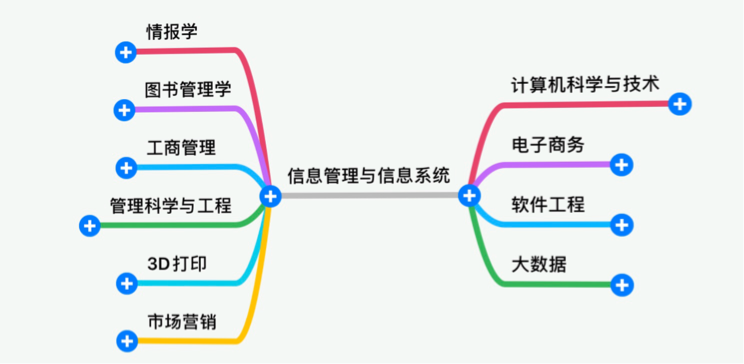 情报学
图书管理学
工商管理
管理科学与工程
3D打印
市场营销
信息管理与信息系统
计算机科学与技术
电子商务
软件工程
大数据